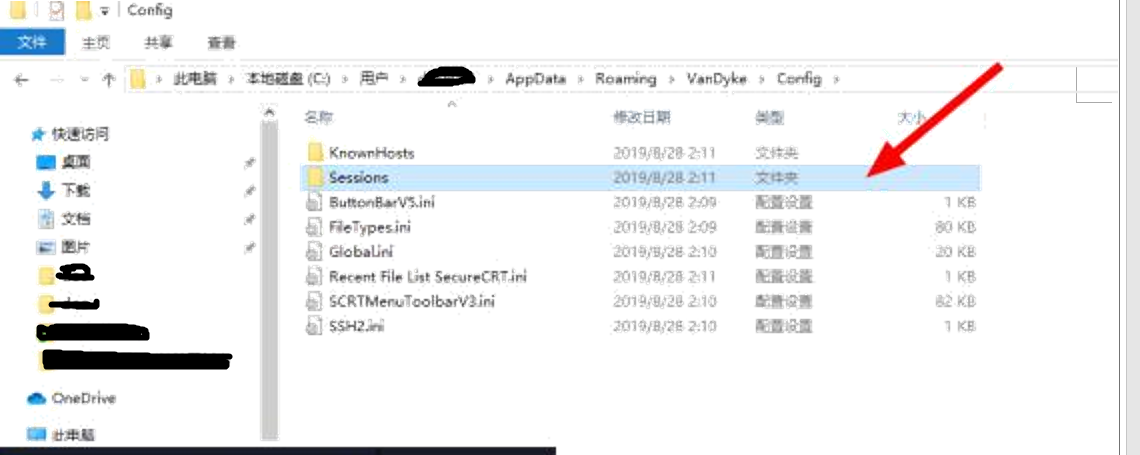 Config
文件 主页 共享 查看
此电脑 › 本地磁盘 (C:) › 用户 › › AppData › Roaming › VanDyke › Config ›
名称 修改日期 类型 大小
快速访问
桌面
下载
文档
图片
OneDrive
此电脑
KnownHosts 2019/8/28 2:11 文件夹
Sessions 2019/8/28 2:11 文件夹
ButtonBarV5.ini 2019/8/28 2:09 配置设置 1 KB
FileTypes.ini 2019/8/28 2:09 配置设置 80 KB
Global.ini 2019/8/28 2:10 配置设置 20 KB
Recent File List SecureCRT.ini 2019/8/28 2:11 配置设置 1 KB
SCRTMenuToolbarV3.ini 2019/8/28 2:10 配置设置 82 KB
SSH2.ini 2019/8/28 2:10 配置设置 1 KB